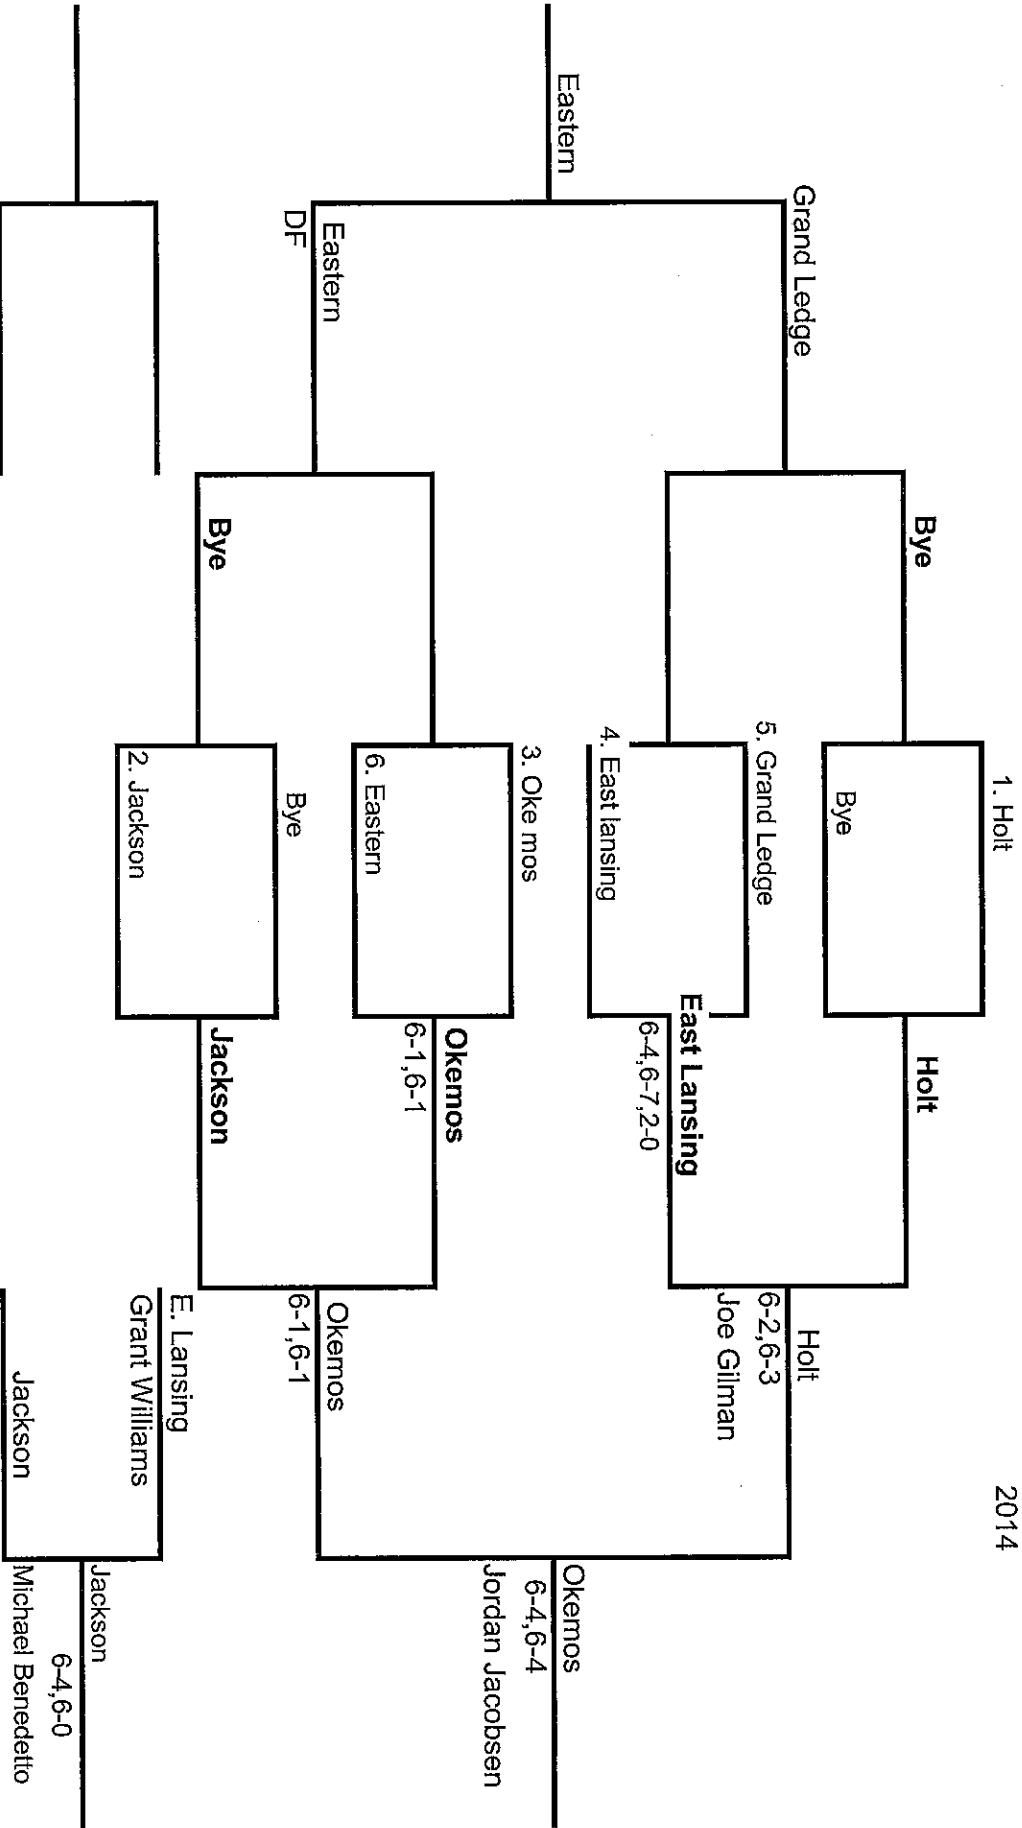 2014
1. Holt
Bye
Holt
Bye
Grand Ledge
Holt
6-2,6-3
Joe Gilman
5. Grand Ledge
East Lansing
6-4,6-7,2-0
4. East lansing
Eastern
Okemos
6-4,6-4
Jordan Jacobsen
3. Oke mos
Okemos
6-1,6-1
6. Eastern
Eastern
DF
Okemos
6-1,6-1
Bye
Bye
Jackson
2. Jackson
E. Lansing
Grant Williams
Jackson
6-4,6-0
Michael Benedetto
Jackson